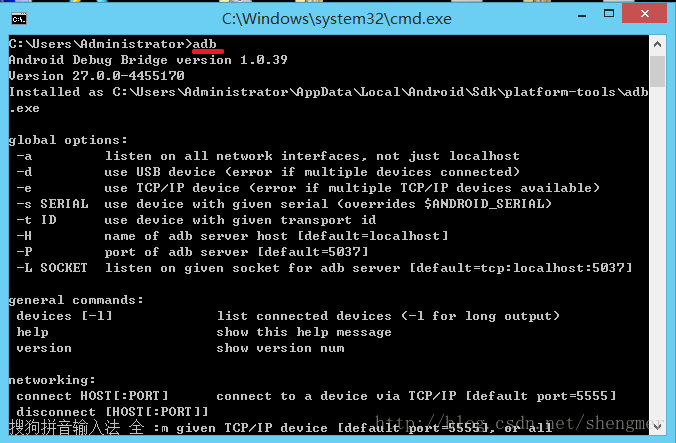 C:\Windows\system32\cmd.exe
C:\Users\Administrator>adb
Android Debug Bridge version 1.0.39
Version 27.0.0-4455170
Installed as C:\Users\Administrator\AppData\Local\Android\Sdk\platform-tools\adb
.exe
global options:
-a listen on all network interfaces, not just localhost
-d use USB device (error if multiple devices connected)
-e use TCP/IP device (error if multiple TCP/IP devices available)
-s SERIAL use device with given serial (overrides $ANDROID_SERIAL)
-t ID use device with given transport id
-H name of adb server host [default=localhost]
-P port of adb server [default=5037]
-L SOCKET listen on given socket for adb server [default=tcp:localhost:5037]
general commands:
devices [-l] list connected devices (-l for long output)
help show this help message
version show version num
networking:
connect HOST[:PORT] connect to a device via TCP/IP [default port=5555]
disconnect [HOST[:PORT]]
搜狗拼音输入法 全 :m given TCP/IP device [default port=5555], or all
http://blog.csdn.net/shengmer